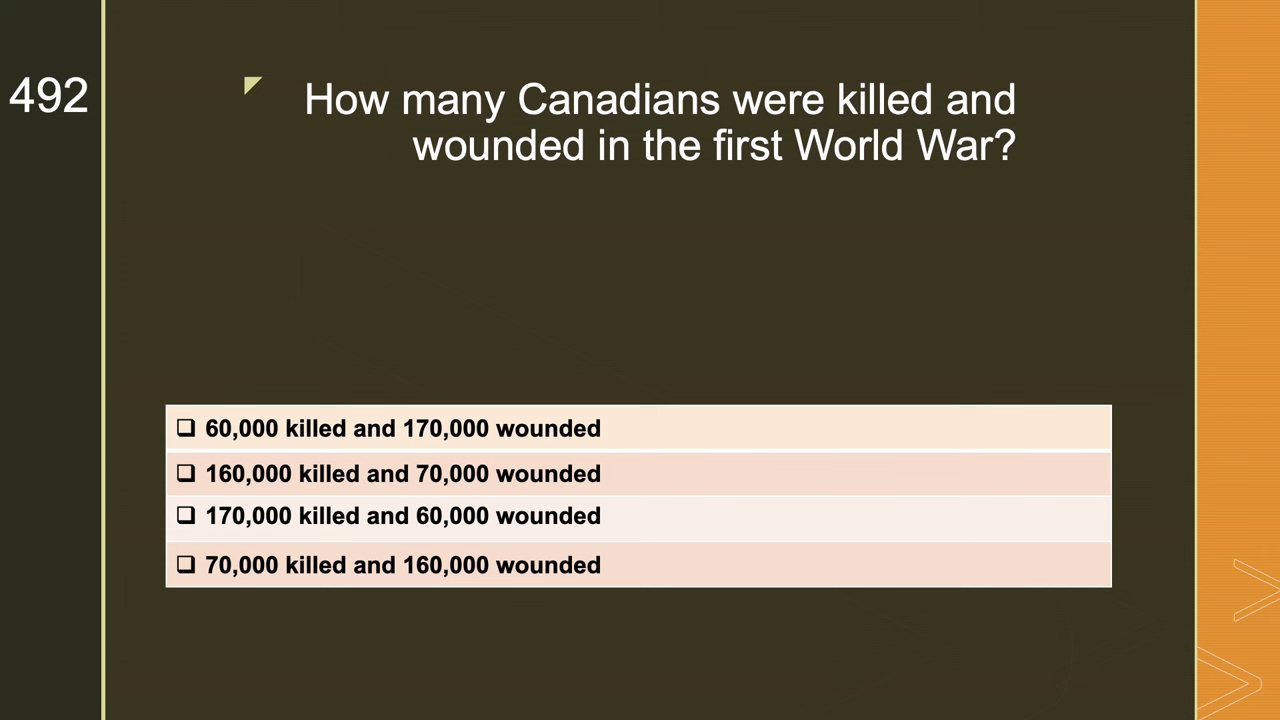 492
How many Canadians were killed and
wounded in the first World War?
❑ 60,000 killed and 170,000 wounded
❑ 160,000 killed and 70,000 wounded
❑ 170,000 killed and 60,000 wounded
❑ 70,000 killed and 160,000 wounded